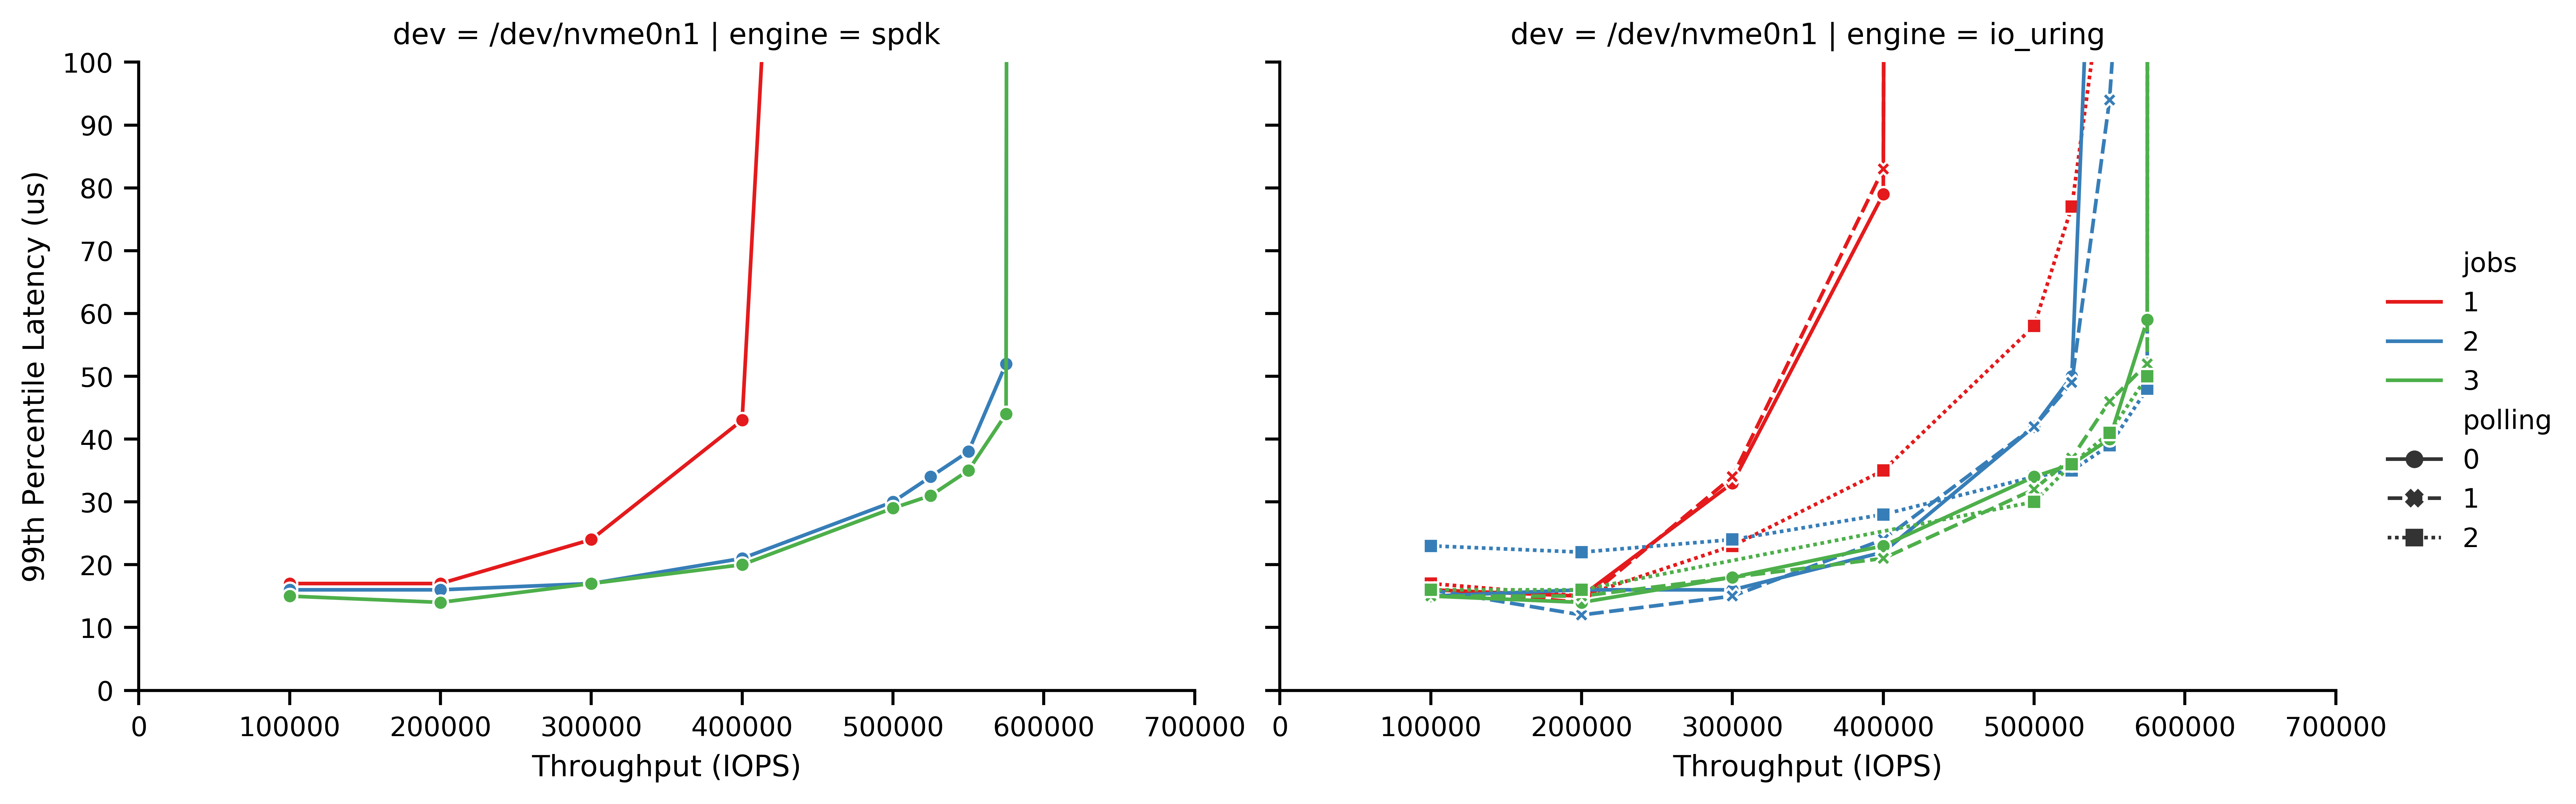 dev = /dev/nvme0n1 | engine = spdk
dev = /dev/nvme0n1 | engine = io_uring
99th Percentile Latency (us)
100
90
80
70
60
50
40
30
20
10
0
0 100000 200000 300000 400000 500000 600000 700000
Throughput (IOPS)
0 100000 200000 300000 400000 500000 600000 700000
Throughput (IOPS)
jobs
1
2
3
polling
0
1
2